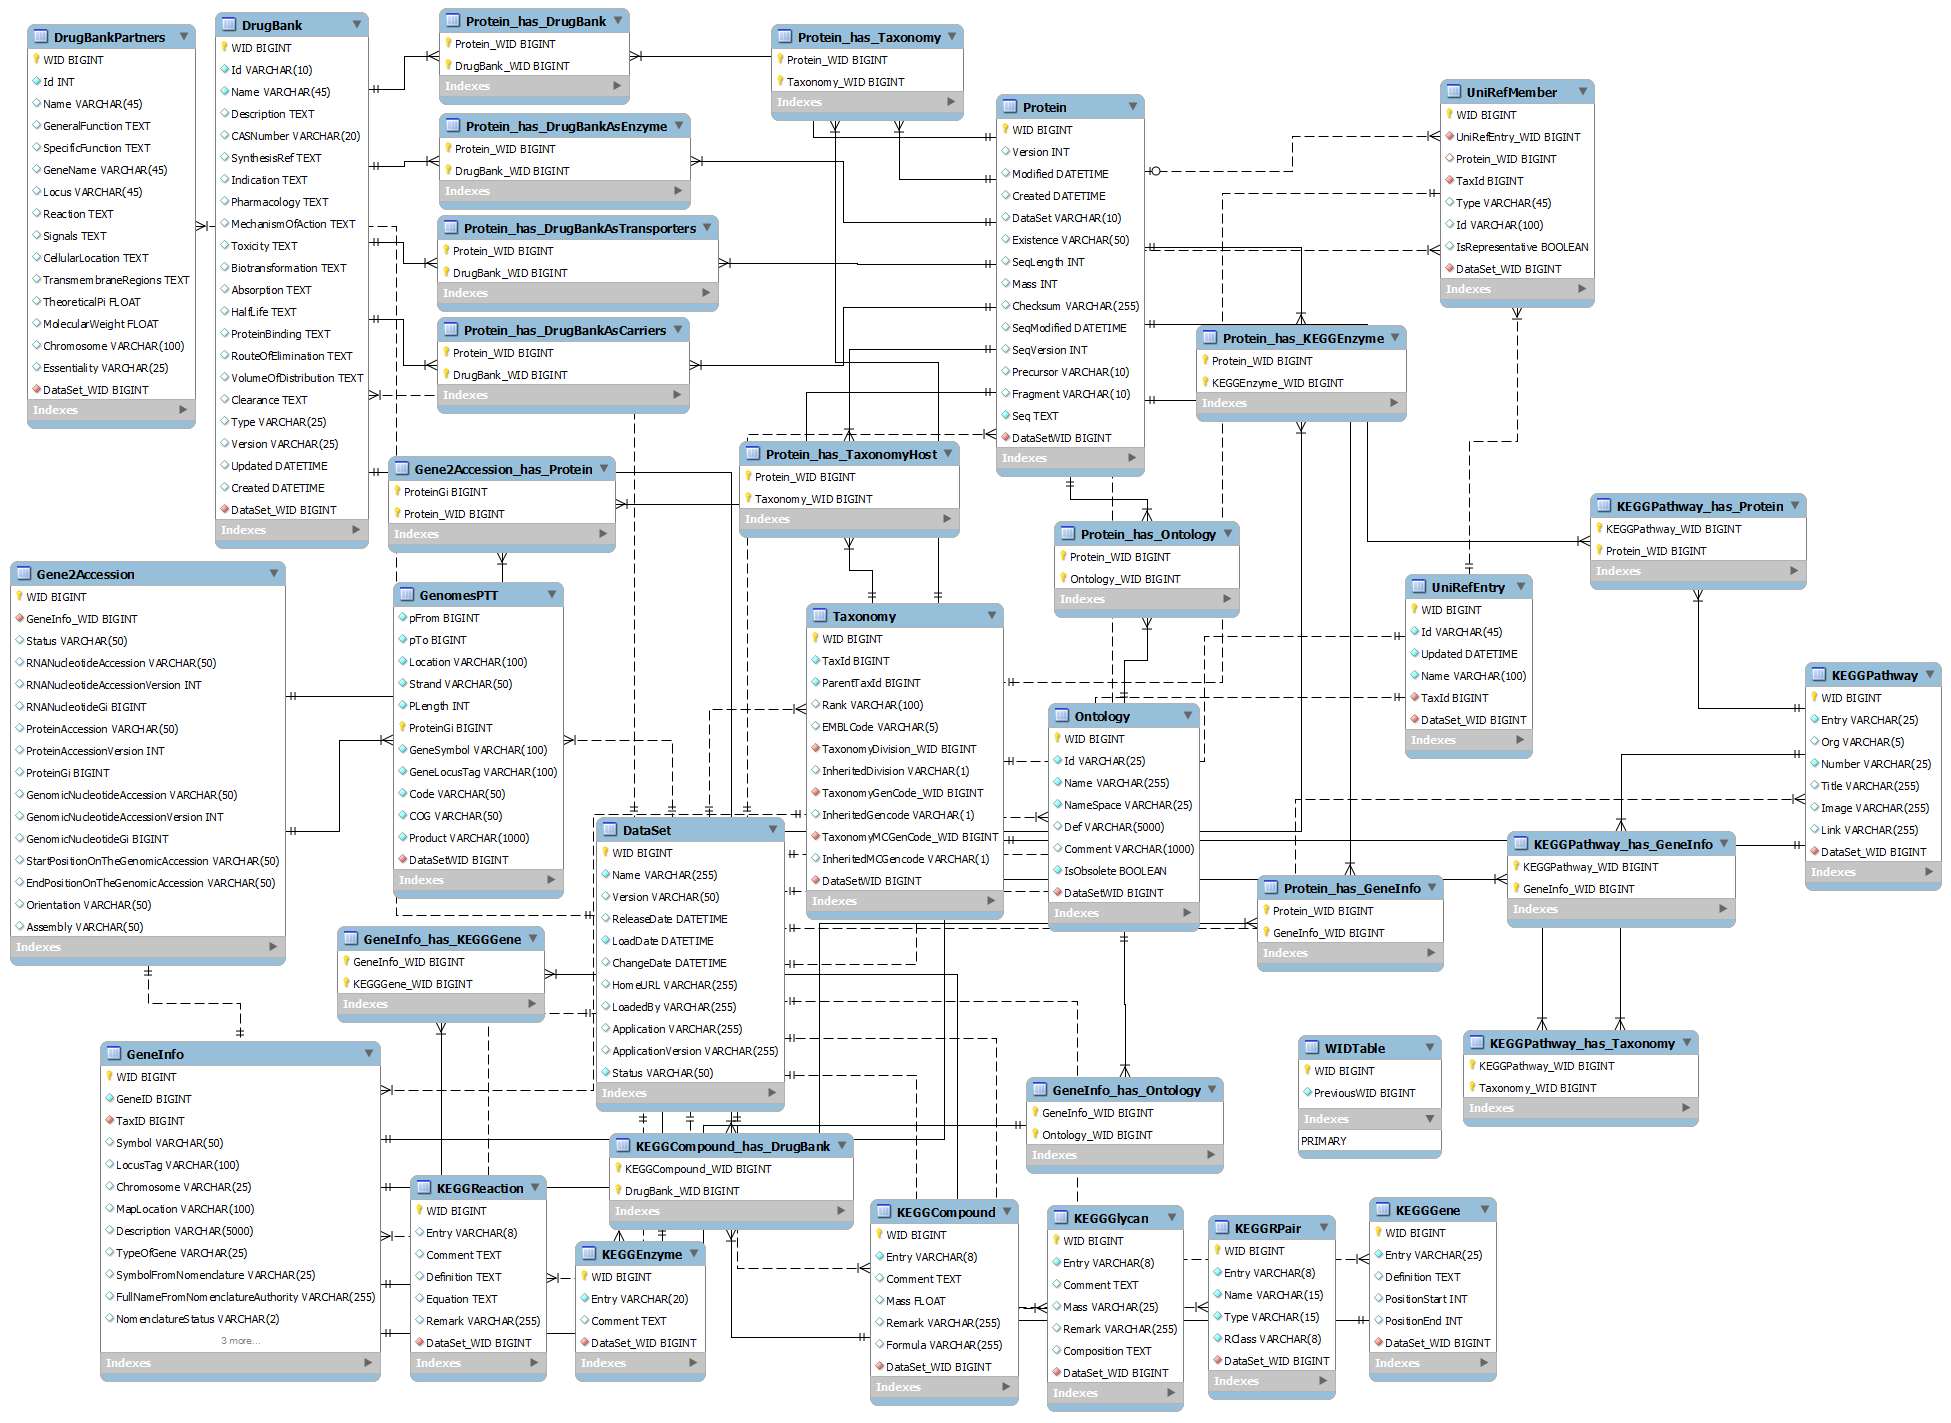 DrugBankPartners
WID BIGINT
Id INT
Name VARCHAR(45)
GeneralFunction TEXT
SpecificFunction TEXT
GeneName VARCHAR(45)
Locus VARCHAR(45)
Reaction TEXT
Signals TEXT
CellularLocation TEXT
TransmembraneRegions TEXT
TheoreticalPi FLOAT
MolecularWeight FLOAT
Chromosome VARCHAR(100)
Essentiality VARCHAR(25)
DataSet_WID BIGINT
Indexes
DrugBank
WID BIGINT
Id VARCHAR(10)
Name VARCHAR(45)
Description TEXT
CASNumber VARCHAR(20)
SynthesisRef TEXT
Indication TEXT
Pharmacology TEXT
MechanismOfAction TEXT
Toxicity TEXT
Biotransformation TEXT
Absorption TEXT
HalfLife TEXT
ProteinBinding TEXT
RouteOfElimination TEXT
VolumeOfDistribution TEXT
Clearance TEXT
Type VARCHAR(25)
Version VARCHAR(25)
Updated DATETIME
Created DATETIME
DataSet_WID BIGINT
Indexes
Protein_has_DrugBank
Protein_WID BIGINT
DrugBank_WID BIGINT
Indexes
Protein_has_DrugBankAsEnzyme
Protein_WID BIGINT
DrugBank_WID BIGINT
Indexes
Protein_has_DrugBankAsTransporters
Protein_WID BIGINT
DrugBank_WID BIGINT
Indexes
Protein_has_DrugBankAsCarriers
Protein_WID BIGINT
DrugBank_WID BIGINT
Indexes
Protein_has_Taxonomy
Protein_WID BIGINT
Taxonomy_WID BIGINT
Indexes
Protein
WID BIGINT
Version INT
Modified DATETIME
Created DATETIME
DataSet VARCHAR(10)
Existence VARCHAR(50)
SeqLength INT
Mass INT
Checksum VARCHAR(255)
SeqModified DATETIME
SeqVersion INT
Precursor VARCHAR(10)
Fragment VARCHAR(10)
Seq TEXT
DataSetWID BIGINT
Indexes
UniRefMember
WID BIGINT
UniRefEntry_WID BIGINT
Protein_WID BIGINT
TaxId BIGINT
Type VARCHAR(45)
Id VARCHAR(100)
IsRepresentative BOOLEAN
DataSet_WID BIGINT
Indexes
Protein_has_KEGGEnzyme
Protein_WID BIGINT
KEGGEnzyme_WID BIGINT
Indexes
Gene2Accession_has_Protein
ProteinGi BIGINT
Protein_WID BIGINT
Indexes
Protein_has_TaxonomyHost
Protein_WID BIGINT
Taxonomy_WID BIGINT
Indexes
Protein_has_Ontology
Protein_WID BIGINT
Ontology_WID BIGINT
Indexes
KEGGPathway_has_Protein
KEGGPathway_WID BIGINT
Protein_WID BIGINT
Indexes
Gene2Accession
WID BIGINT
GeneInfo_WID BIGINT
Status VARCHAR(50)
RNANucleotideAccession VARCHAR(50)
RNANucleotideAccessionVersion INT
RNANucleotideGi BIGINT
ProteinAccession VARCHAR(50)
ProteinAccessionVersion INT
ProteinGi BIGINT
GenomicNucleotideAccession VARCHAR(50)
GenomicNucleotideAccessionVersion INT
GenomicNucleotideGi BIGINT
StartPositionOnTheGenomicAccession VARCHAR(50)
EndPositionOnTheGenomicAccession VARCHAR(50)
Orientation VARCHAR(50)
Assembly VARCHAR(50)
Indexes
GenomesPTT
pFrom BIGINT
pTo BIGINT
Location VARCHAR(100)
Strand VARCHAR(50)
PLength INT
ProteinGi BIGINT
GeneSymbol VARCHAR(100)
GeneLocusTag VARCHAR(100)
Code VARCHAR(50)
COG VARCHAR(50)
Product VARCHAR(1000)
DataSetWID BIGINT
Indexes
Taxonomy
WID BIGINT
TaxId BIGINT
ParentTaxId BIGINT
Rank VARCHAR(100)
EMBLCode VARCHAR(5)
TaxonomyDivision_WID BIGINT
InheritedDivision VARCHAR(1)
TaxonomyGenCode_WID BIGINT
InheritedGencode VARCHAR(1)
TaxonomyMCGenCode_WID BIGINT
InheritedMCGencode VARCHAR(1)
DataSetWID BIGINT
Indexes
UniRefEntry
WID BIGINT
Id VARCHAR(45)
Updated DATETIME
Name VARCHAR(100)
TaxId BIGINT
DataSet_WID BIGINT
Indexes
KEGGPathway
WID BIGINT
Entry VARCHAR(25)
Org VARCHAR(5)
Number VARCHAR(25)
Title VARCHAR(255)
Image VARCHAR(255)
Link VARCHAR(255)
DataSet_WID BIGINT
Indexes
Ontology
WID BIGINT
Id VARCHAR(25)
Name VARCHAR(255)
NameSpace VARCHAR(25)
Def VARCHAR(5000)
Comment VARCHAR(1000)
IsObsolete BOOLEAN
DataSetWID BIGINT
Indexes
DataSet
WID BIGINT
Name VARCHAR(255)
Version VARCHAR(50)
ReleaseDate DATETIME
LoadDate DATETIME
ChangeDate DATETIME
HomeURL VARCHAR(255)
LoadedBy VARCHAR(255)
Application VARCHAR(255)
ApplicationVersion VARCHAR(255)
Status VARCHAR(50)
Indexes
KEGGPathway_has_GeneInfo
KEGGPathway_WID BIGINT
GeneInfo_WID BIGINT
Indexes
Protein_has_GeneInfo
Protein_WID BIGINT
GeneInfo_WID BIGINT
Indexes
GeneInfo_has_KEGGGene
GeneInfo_WID BIGINT
KEGGGene_WID BIGINT
Indexes
GeneInfo
WID BIGINT
GeneID BIGINT
TaxID BIGINT
Symbol VARCHAR(50)
LocusTag VARCHAR(100)
Chromosome VARCHAR(25)
MapLocation VARCHAR(100)
Description VARCHAR(5000)
TypeOfGene VARCHAR(25)
SymbolFromNomenclature VARCHAR(25)
FullNameFromNomenclatureAuthority VARCHAR(255)
NomenclatureStatus VARCHAR(2)
3 more...
Indexes
WIDTable
WID BIGINT
PreviousWID BIGINT
Indexes
PRIMARY
KEGGPathway_has_Taxonomy
KEGGPathway_WID BIGINT
Taxonomy_WID BIGINT
Indexes
GeneInfo_has_Ontology
GeneInfo_WID BIGINT
Ontology_WID BIGINT
Indexes
KEGGCompound_has_DrugBank
KEGGCompound_WID BIGINT
DrugBank_WID BIGINT
Indexes
KEGGReaction
WID BIGINT
Entry VARCHAR(8)
Comment TEXT
Definition TEXT
Equation TEXT
Remark VARCHAR(255)
DataSet_WID BIGINT
Indexes
KEGGEnzyme
WID BIGINT
Entry VARCHAR(20)
Comment TEXT
DataSet_WID BIGINT
Indexes
KEGGCompound
WID BIGINT
Entry VARCHAR(8)
Comment TEXT
Mass FLOAT
Remark VARCHAR(255)
Formula VARCHAR(255)
DataSet_WID BIGINT
Indexes
KEGGGlycan
WID BIGINT
Entry VARCHAR(8)
Comment TEXT
Mass VARCHAR(25)
Remark VARCHAR(255)
Composition TEXT
DataSet_WID BIGINT
Indexes
KEGGRPair
WID BIGINT
Entry VARCHAR(8)
Name VARCHAR(15)
Type VARCHAR(15)
RClass VARCHAR(8)
DataSet_WID BIGINT
Indexes
KEGGGene
WID BIGINT
Entry VARCHAR(25)
Definition TEXT
PositionStart INT
PositionEnd INT
DataSet_WID BIGINT
Indexes